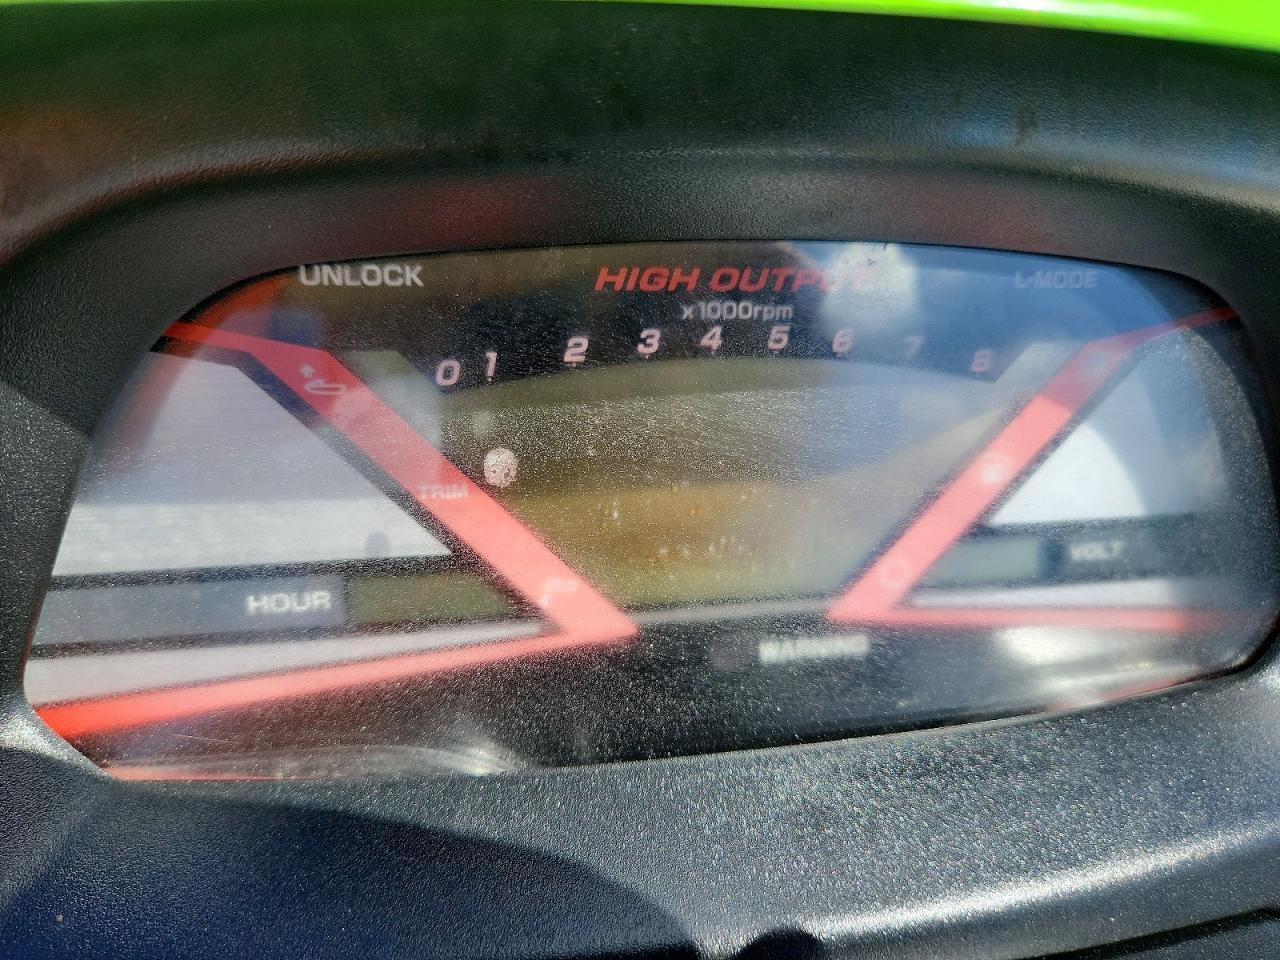 UNLOCK
HIGH OUTPUT
L-MODE
x1000rpm
0 1 2 3 4 5 6 7 8
TRIM
VOLT
HOUR
WARNING